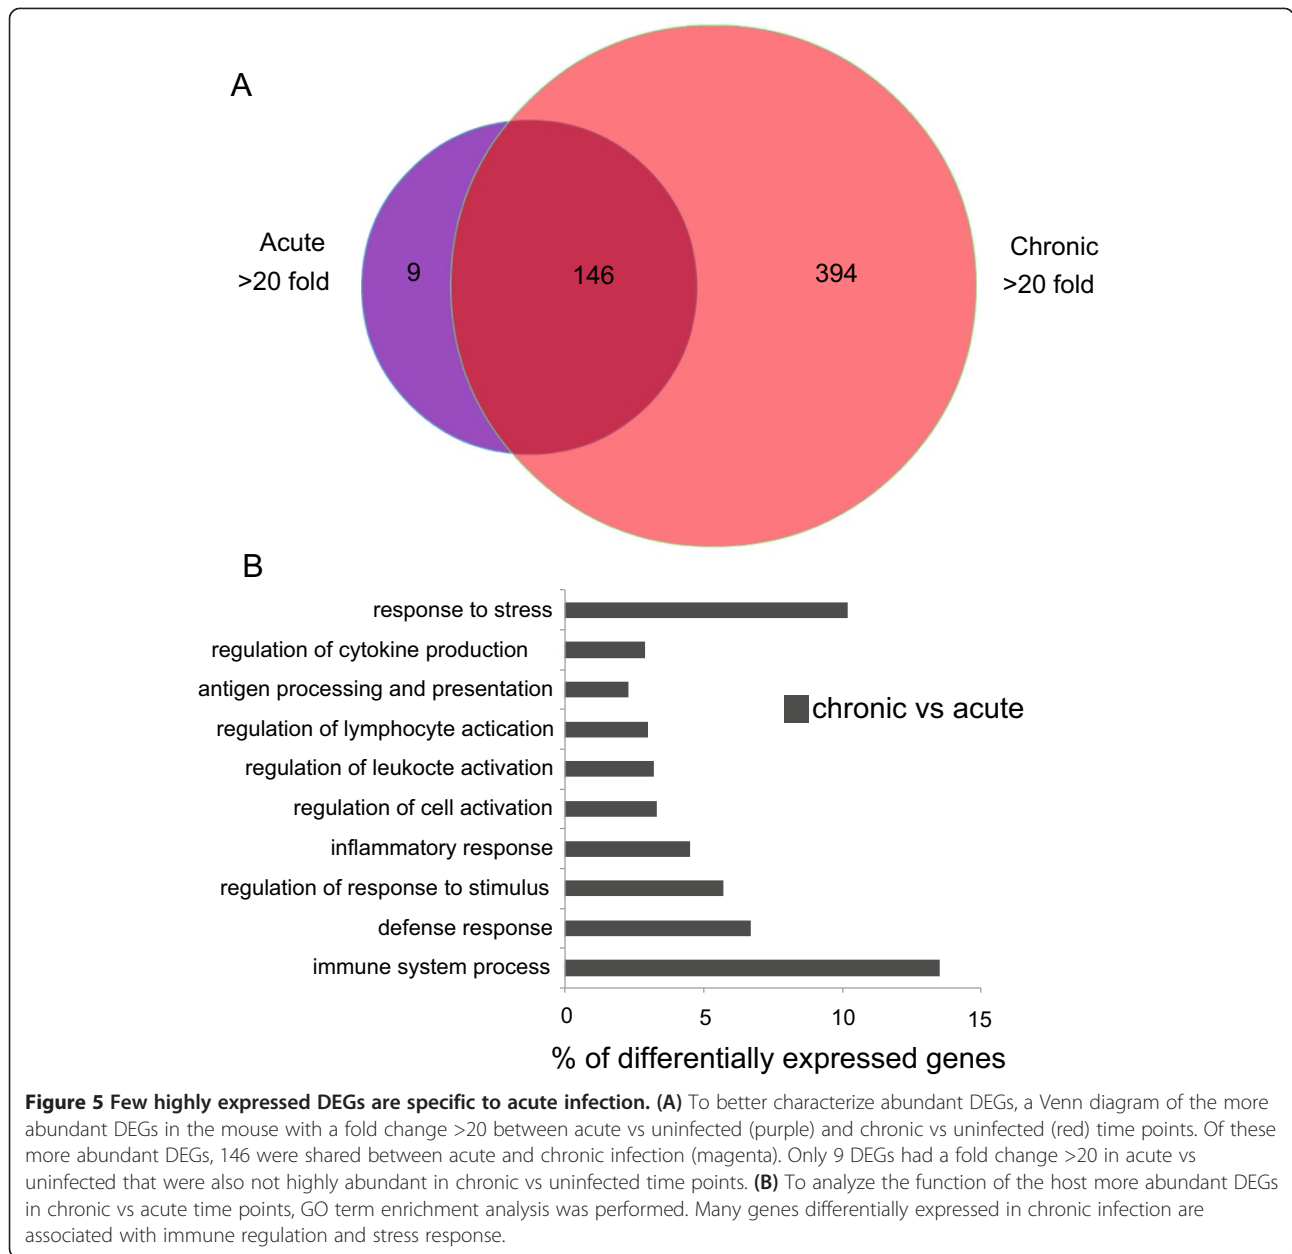 A
Acute
>20 fold
9
146
394
Chronic
>20 fold
B
response to stress
regulation of cytokine production
antigen processing and presentation
regulation of lymphocyte actication
regulation of leukocte activation
regulation of cell activation
inflammatory response
regulation of response to stimulus
defense response
immune system process
chronic vs acute
0 5 10 15
% of differentially expressed genes
Figure 5 Few highly expressed DEGs are specific to acute infection. (A) To better characterize abundant DEGs, a Venn diagram of the more
abundant DEGs in the mouse with a fold change >20 between acute vs uninfected (purple) and chronic vs uninfected (red) time points. Of these
more abundant DEGs, 146 were shared between acute and chronic infection (magenta). Only 9 DEGs had a fold change >20 in acute vs
uninfected that were also not highly abundant in chronic vs uninfected time points. (B) To analyze the function of the host more abundant DEGs
in chronic vs acute time points, GO term enrichment analysis was performed. Many genes differentially expressed in chronic infection are
associated with immune regulation and stress response.